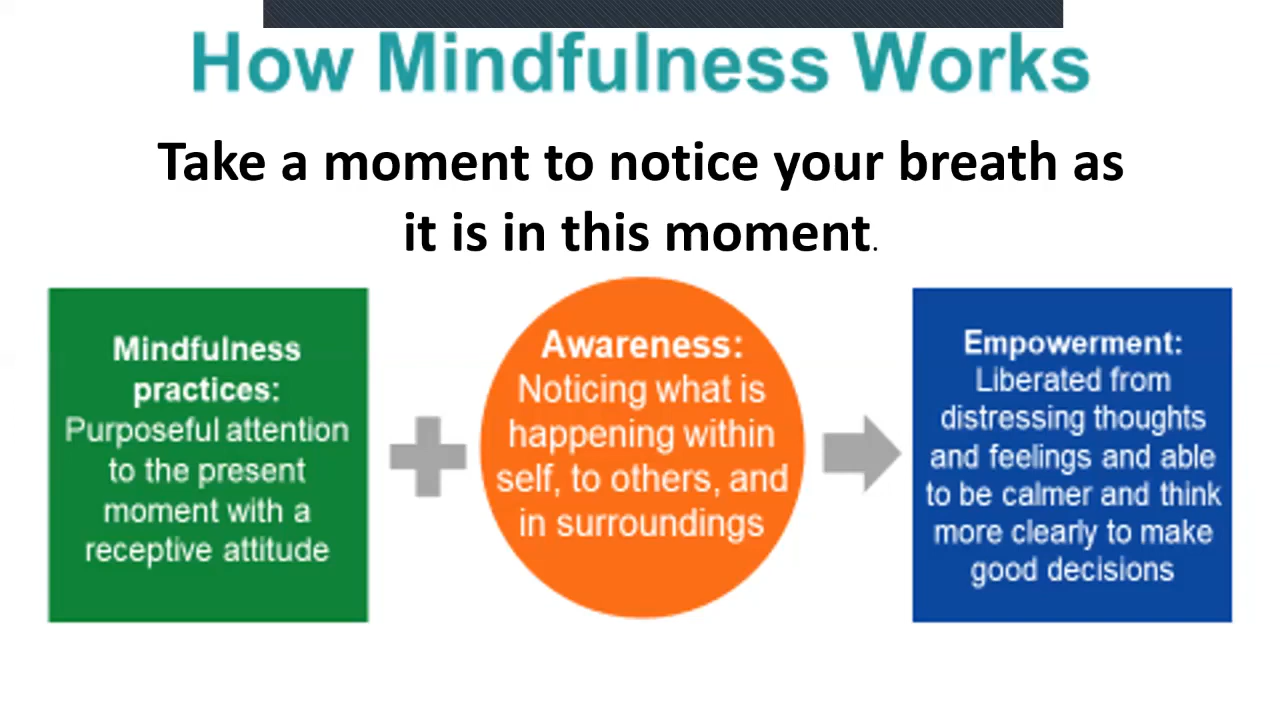 How Mindfulness Works
Take a moment to notice your breath as
it is in this moment.
Mindfulness
practices:
Purposeful attention
to the present
moment with a
receptive attitude
Awareness:
Noticing what is
happening within
self, to others, and
in surroundings
Empowerment:
Liberated from
distressing thoughts
and feelings and able
to be calmer and think
more clearly to make
good decisions